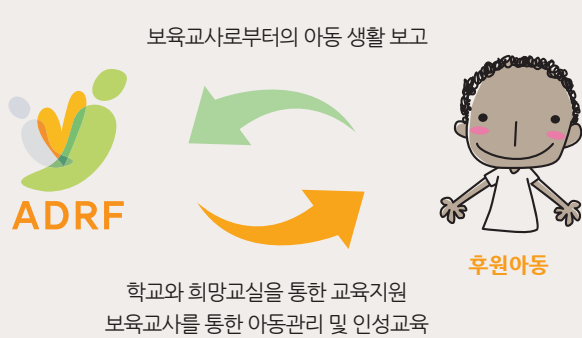 보육교사로부터의 아동 생활 보고
ADRF
후원아동
학교와 희망교실을 통한 교육지원
보육교사를 통한 아동관리 및 인성교육